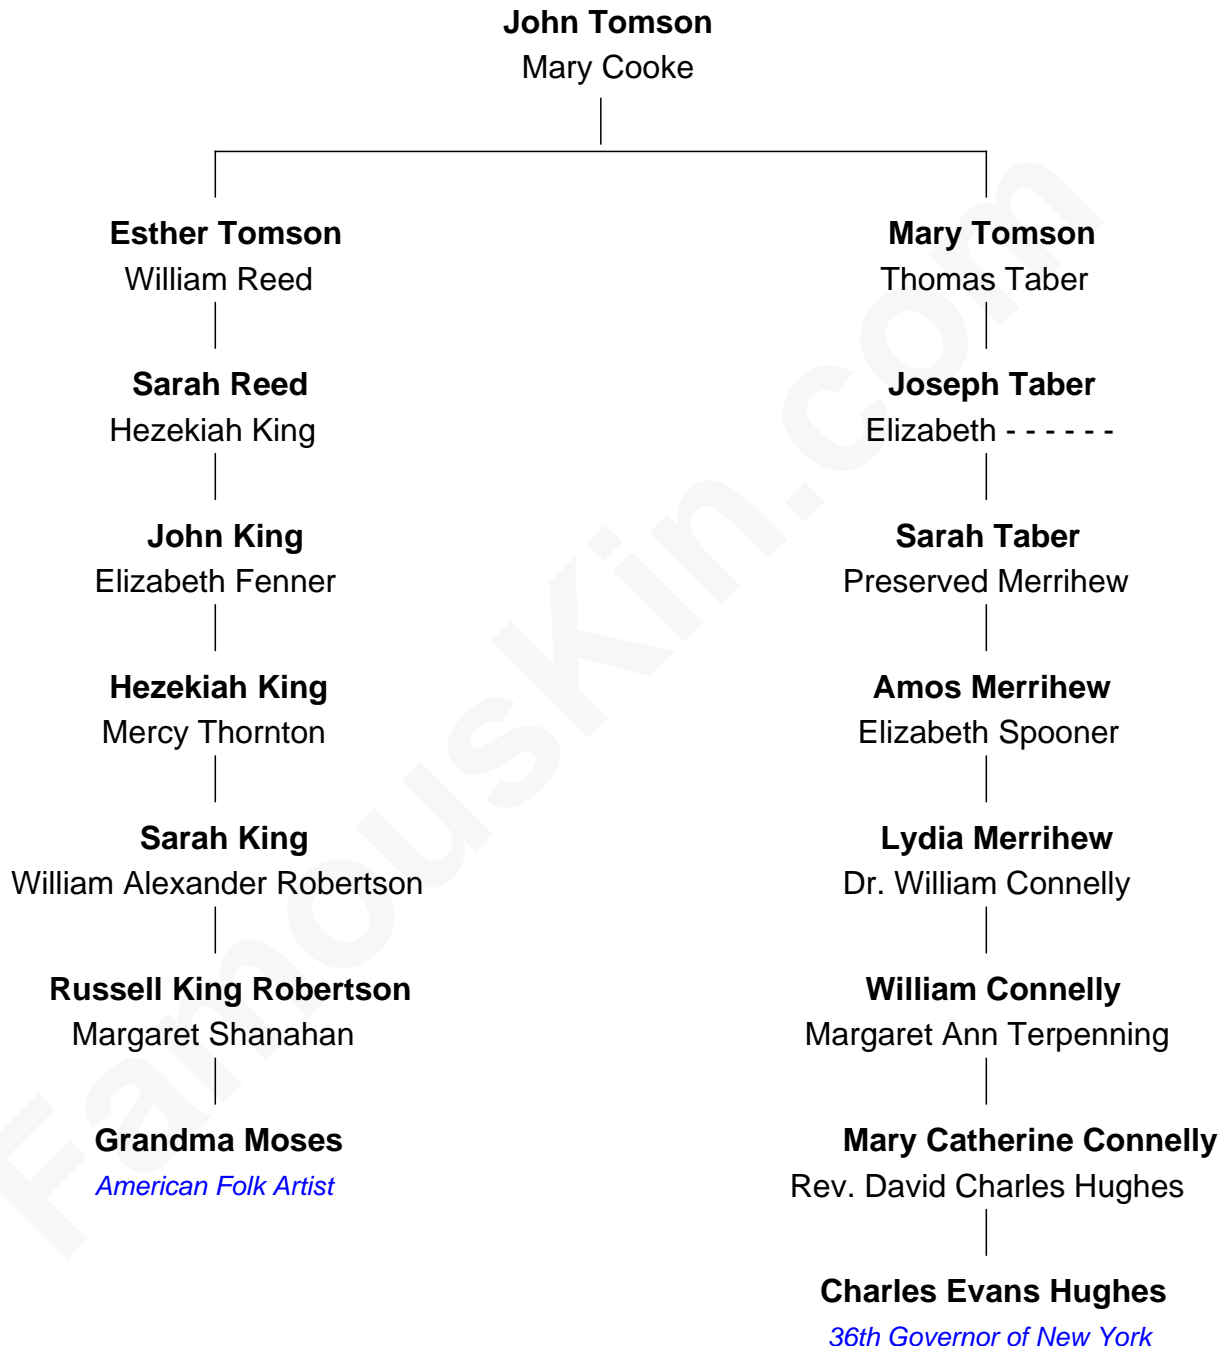 John Tomson
Mary Cooke
Esther Tomson
William Reed
Sarah Reed
Hezekiah King
John King
Elizabeth Fenner
Hezekiah King
Mercy Thornton
Sarah King
William Alexander Robertson
Russell King Robertson
Margaret Shanahan
Grandma Moses
American Folk Artist
Mary Tomson
Thomas Taber
Joseph Taber
Elizabeth - - - - - -
Sarah Taber
Preserved Merrihew
Amos Merrihew
Elizabeth Spooner
Lydia Merrihew
Dr. William Connelly
William Connelly
Margaret Ann Terpenning
Mary Catherine Connelly
Rev. David Charles Hughes
Charles Evans Hughes
36th Governor of New York
FamousKin.com